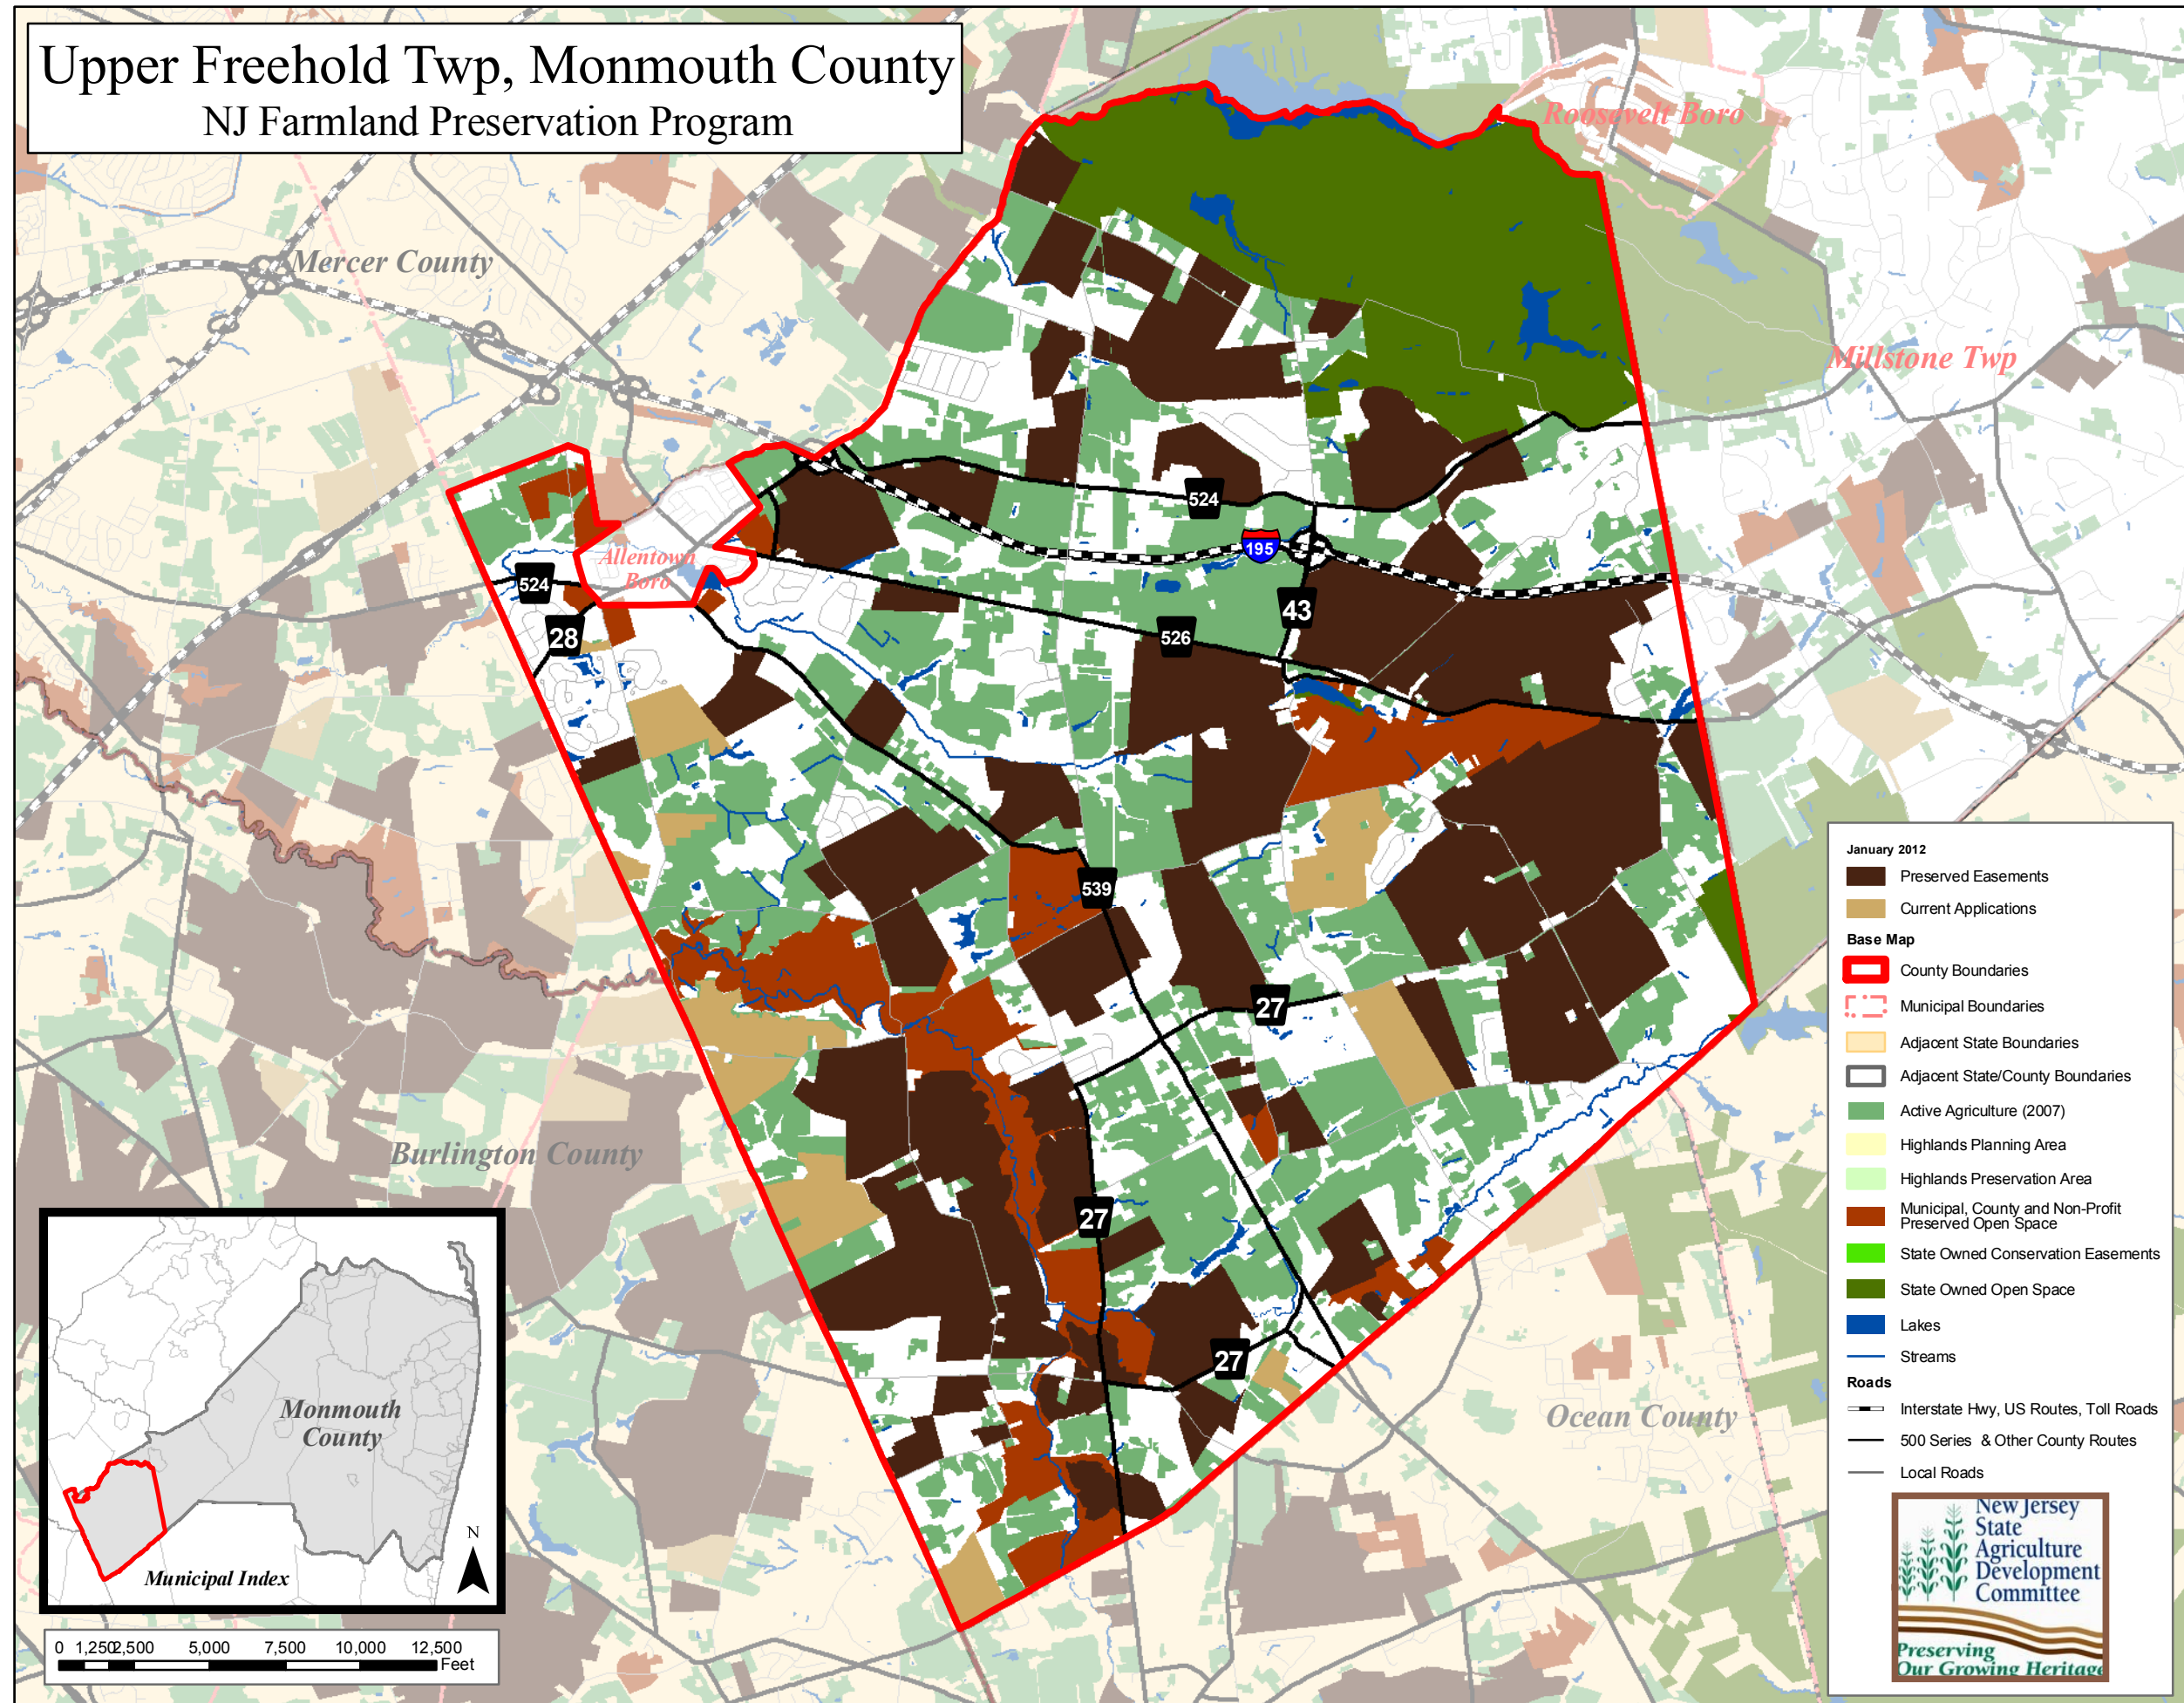 Upper Freehold Twp, Monmouth County
NJ Farmland Preservation Program
Roosevelt Boro
Mercer County
Millstone Twp
524
195
Allentown
Boro
524
43
526
28
539
27
Burlington County
27
27
Ocean County
January 2012
Preserved Easements
Current Applications
Base Map
County Boundaries
Municipal Boundaries
Adjacent State Boundaries
Adjacent State/County Boundaries
Active Agriculture (2007)
Highlands Planning Area
Highlands Preservation Area
Municipal, County and Non-Profit
Preserved Open Space
State Owned Conservation Easements
State Owned Open Space
Lakes
Streams
Roads
Interstate Hwy, US Routes, Toll Roads
500 Series & Other County Routes
Local Roads
New Jersey
State
Agriculture
Development
Committee
Preserving
Our Growing Heritage
Monmouth
County
N
Municipal Index
0 1,250 2,500 5,000 7,500 10,000 12,500
Feet